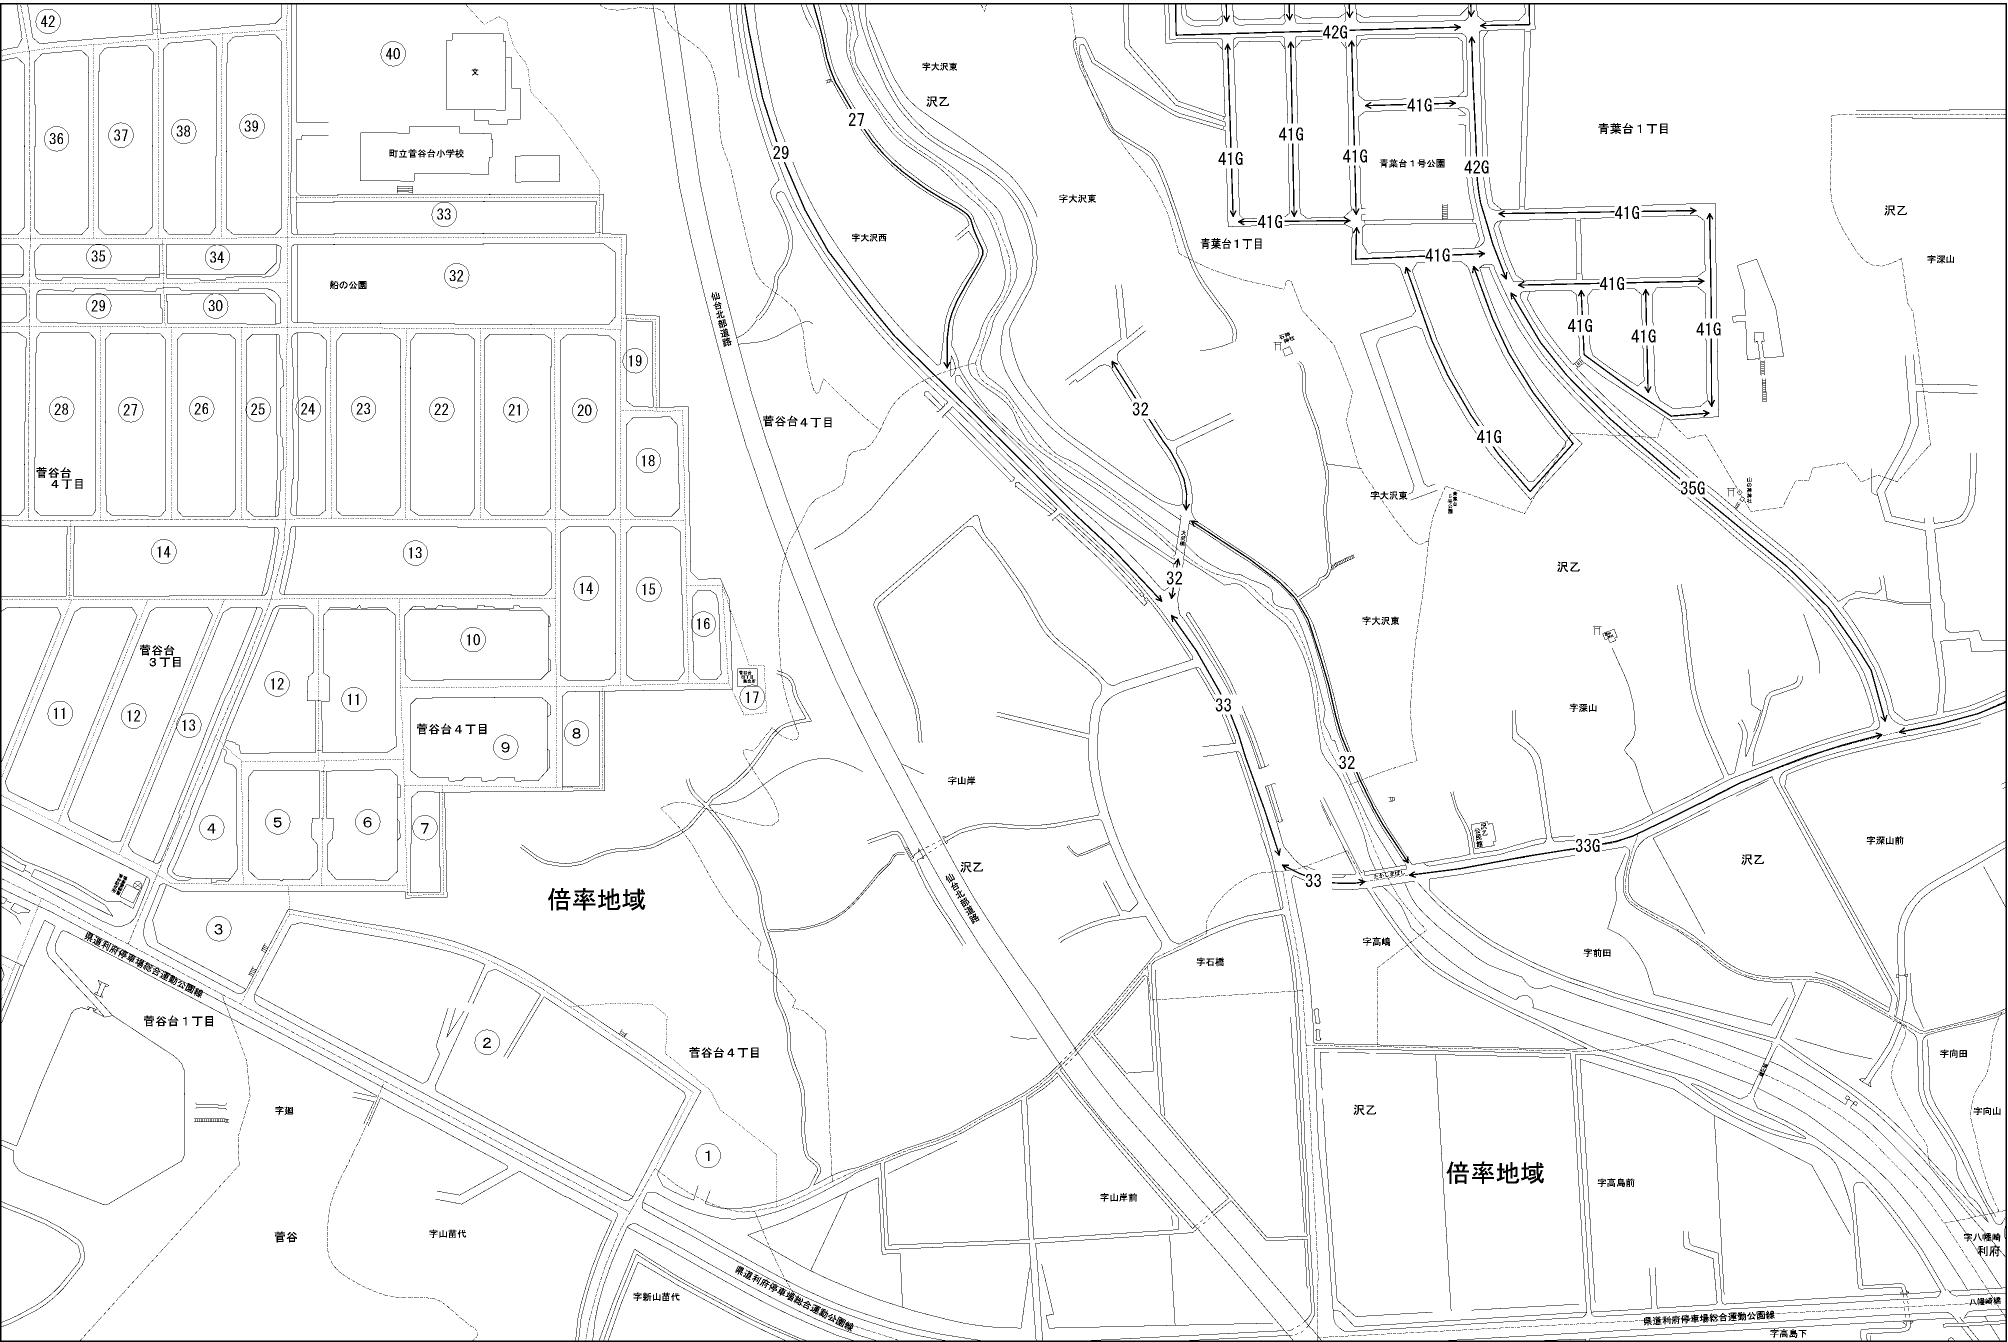 42
40
文
36
37
38
39
町立菅谷台小学校
33
35
34
32
船の公園
29
30
28
27
26
25
24
23
22
21
20
19
18
菅谷台
4丁目
14
13
14
15
16
17
菅谷台
3丁目
11
12
13
12
11
10
菅谷台4丁目
9
8
4
5
6
7
3
2
1
県道利府停車場総合運動公園線
菅谷台1丁目
字廻
菅谷
字山苗代
字新山苗代
県道利府停車場総合運動公園線
倍率地域
菅谷台4丁目
29
27
字大沢東
沢乙
字大沢西
字大沢東
仙台北部道路
菅谷台4丁目
32
32
33
32
33
33G
字山岸
沢乙
仙台北部道路
字石橋
字山岸前
42G
41G
41G
41G
41G
42G
青葉台1号公園
青葉台1丁目
41G
41G
青葉台1丁目
41G
41G
41G
41G
41G
41G
41G
35G
沢乙
字深山
字大沢東
沢乙
字大沢東
字深山
沢乙
公民館
沢乙
字深山前
字高嶋
字前田
字向田
字向山
沢乙
倍率地域
字高島前
字八幡崎
利府
八幡崎橋
県道利府停車場総合運動公園線
字高島下